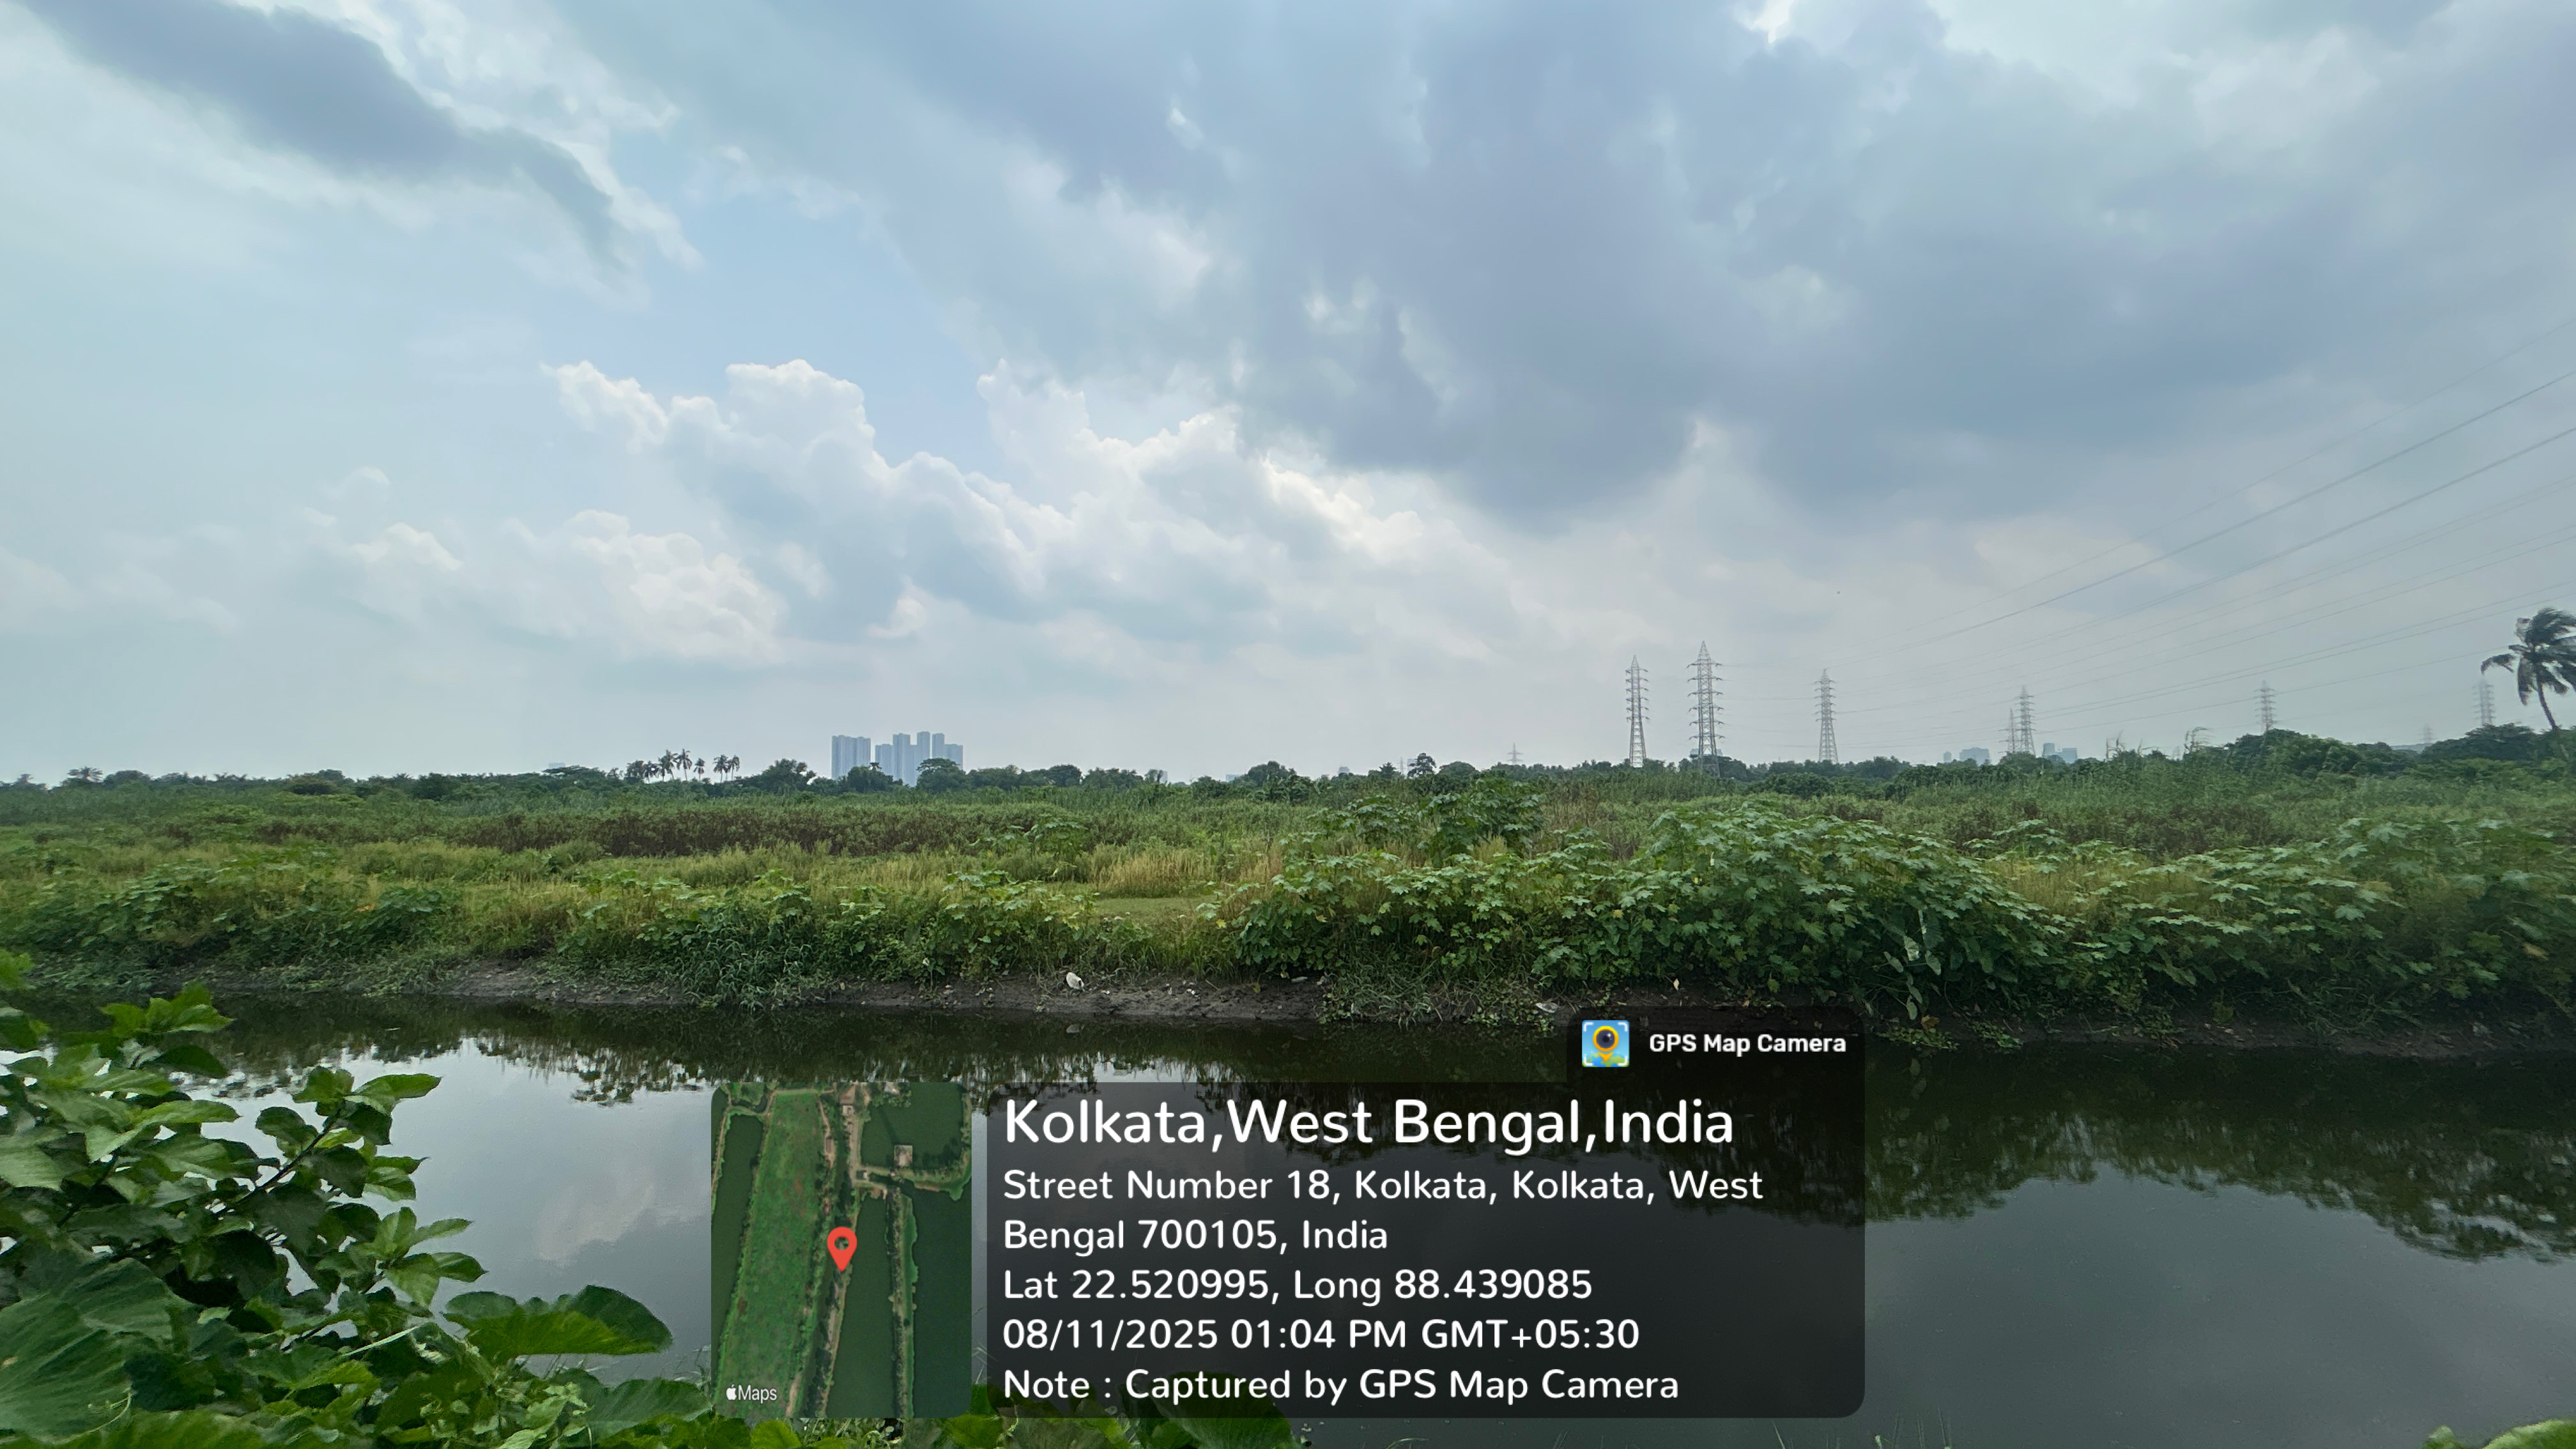 GPS Map Camera
Kolkata,West Bengal,India
Street Number 18, Kolkata, Kolkata, West
Bengal 700105, India
Lat 22.520995, Long 88.439085
08/11/2025 01:04 PM GMT+05:30
Note : Captured by GPS Map Camera
Maps